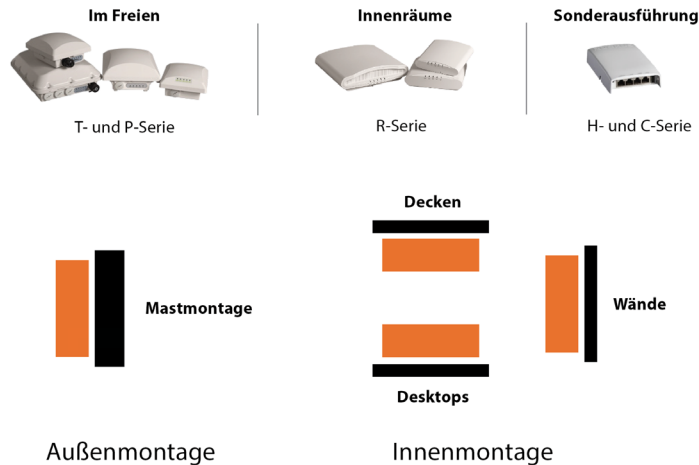 Im Freien
Innenräume
Sonderausführung
T- und P-Serie
R-Serie
H- und C-Serie
Decken
Mastmontage
Wände
Desktops
Außenmontage
Innenmontage